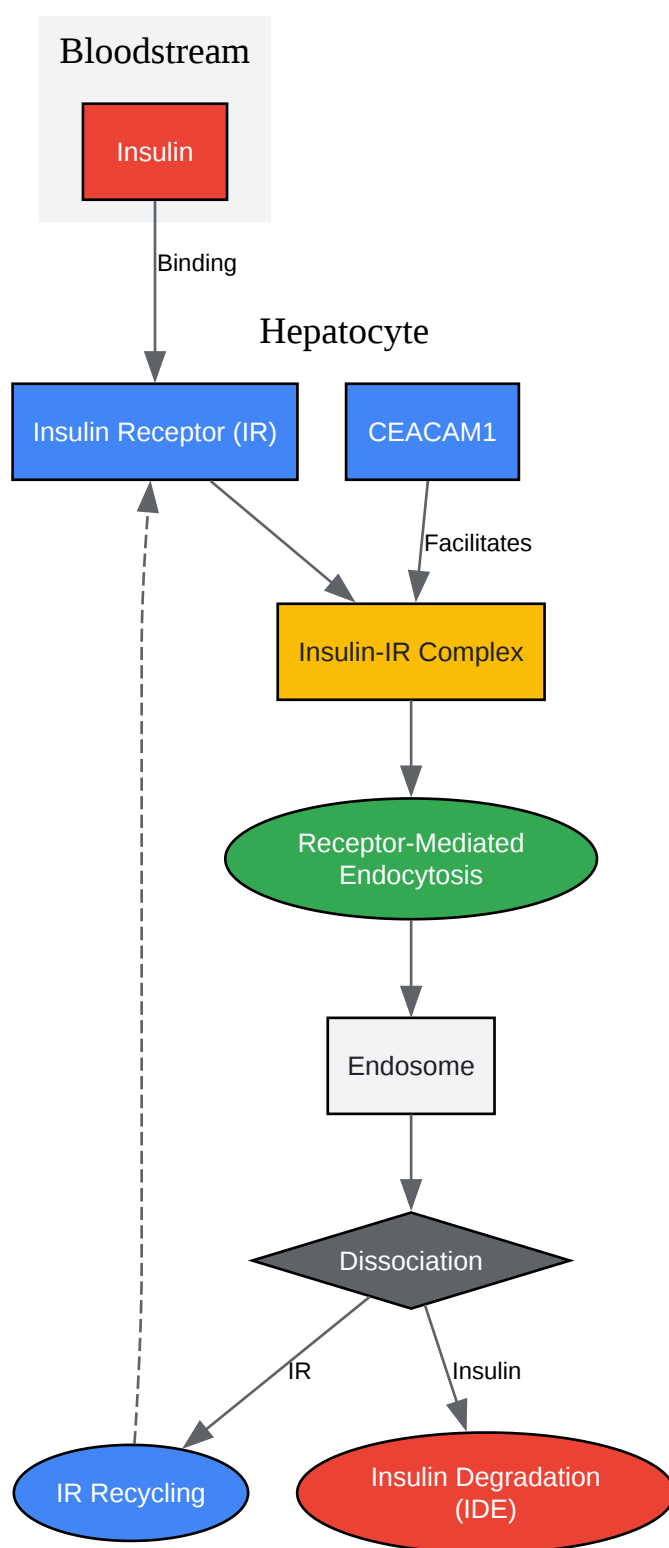 Bloodstream
Insulin
Binding
Hepatocyte
Insulin Receptor (IR)
CEACAM1
Facilitates
Insulin-IR Complex
Receptor-Mediated
Endocytosis
Endosome
Dissociation
IR
Insulin
IR Recycling
Insulin Degradation
(IDE)